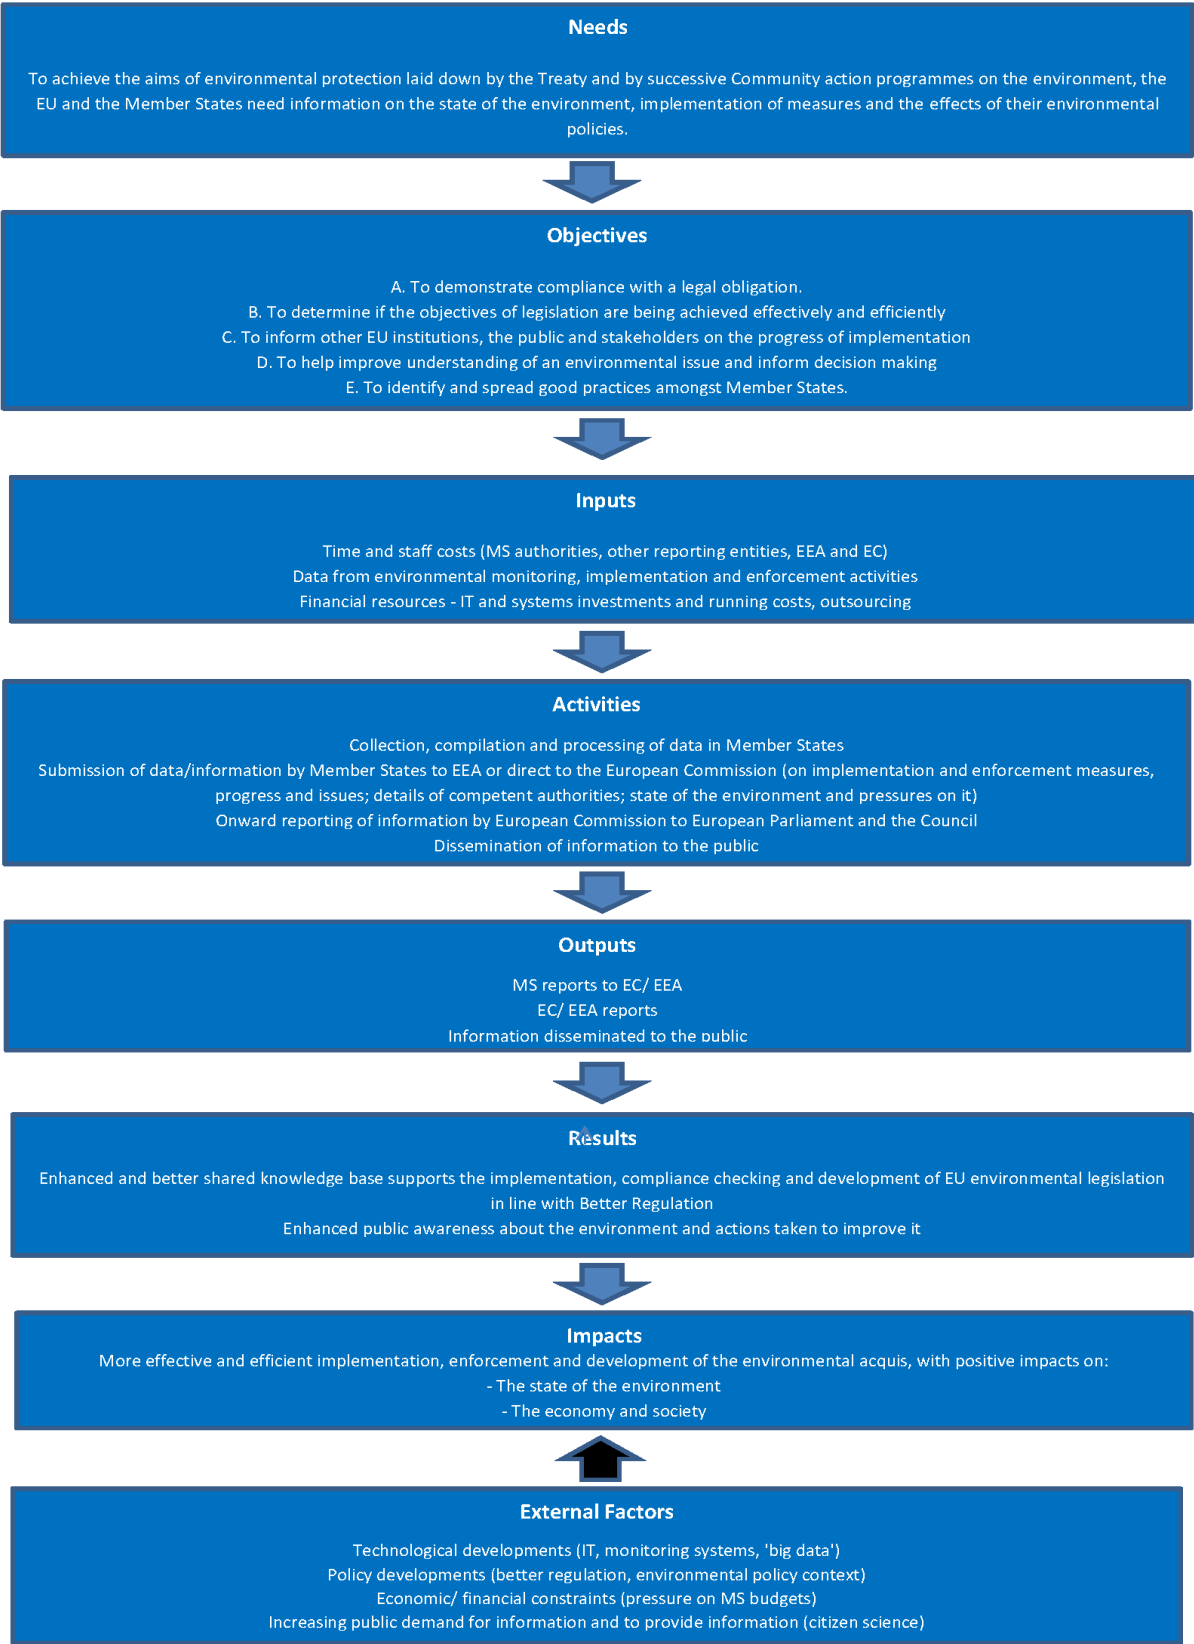 Needs
To achieve the aims of environmental protection laid down by the Treaty and by successive Community action programmes on the environment, the
EU and the Member States need information on the state of the environment, implementation of measures and the effects of their environmental
policies.
Objectives
A. To demonstrate compliance with a legal obligation.
B. To determine if the objectives of legislation are being achieved effectively and efficiently
C. To inform other EU institutions, the public and stakeholders on the progress of implementation
D. To help improve understanding of an environmental issue and inform decision making
E. To identify and spread good practices amongst Member States.
Inputs
Time and staff costs (MS authorities, other reporting entities, EEA and EC)
Data from environmental monitoring, implementation and enforcement activities
Financial resources - IT and systems investments and running costs, outsourcing
Activities
Collection, compilation and processing of data in Member States
Submission of data/information by Member States to EEA or direct to the European Commission (on implementation and enforcement measures,
progress and issues; details of competent authorities; state of the environment and pressures on it)
Onward reporting of information by European Commission to European Parliament and the Council
Dissemination of information to the public
Outputs
MS reports to EC/ EEA
EC/ EEA reports
Information disseminated to the public
Results
Enhanced and better shared knowledge base supports the implementation, compliance checking and development of EU environmental legislation
in line with Better Regulation
Enhanced public awareness about the environment and actions taken to improve it
Impacts
More effective and efficient implementation, enforcement and development of the environmental acquis, with positive impacts on:
- The state of the environment
- The economy and society
External Factors
Technological developments (IT, monitoring systems, 'big data')
Policy developments (better regulation, environmental policy context)
Economic/ financial constraints (pressure on MS budgets)
Increasing public demand for information and to provide information (citizen science)